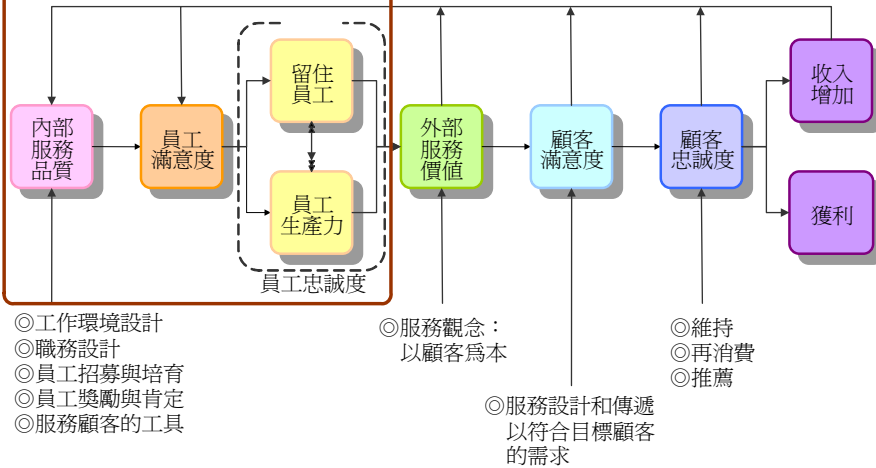 內部
服務
品質
員工
滿意度
留住
員工
員工
生產力
員工忠誠度
外部
服務
價值
顧客
滿意度
顧客
忠誠度
收入
增加
獲利
◎工作環境設計
◎職務設計
◎員工招募與培育
◎員工獎勵與肯定
◎服務顧客的工具
◎服務觀念：
以顧客為本
◎服務設計和傳遞
以符合目標顧客
的需求
◎維持
◎再消費
◎推薦